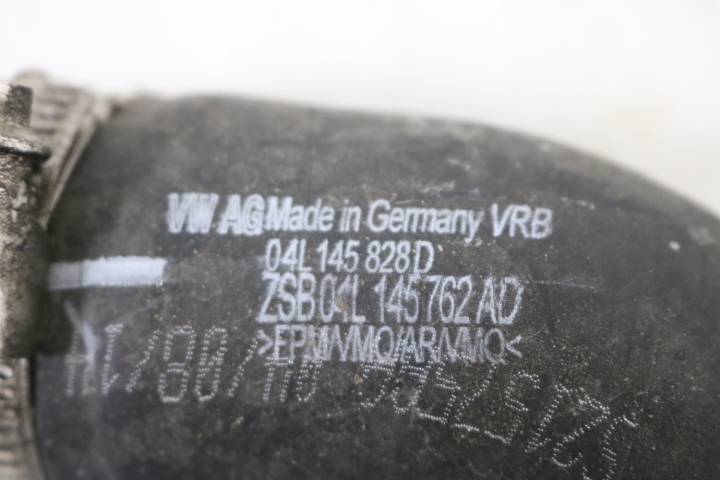 VW AG Made in Germany VRB
04L 145 828 D
ZSB 04L 145 762 AD
>EPM/VMQ/AR/VMQ<